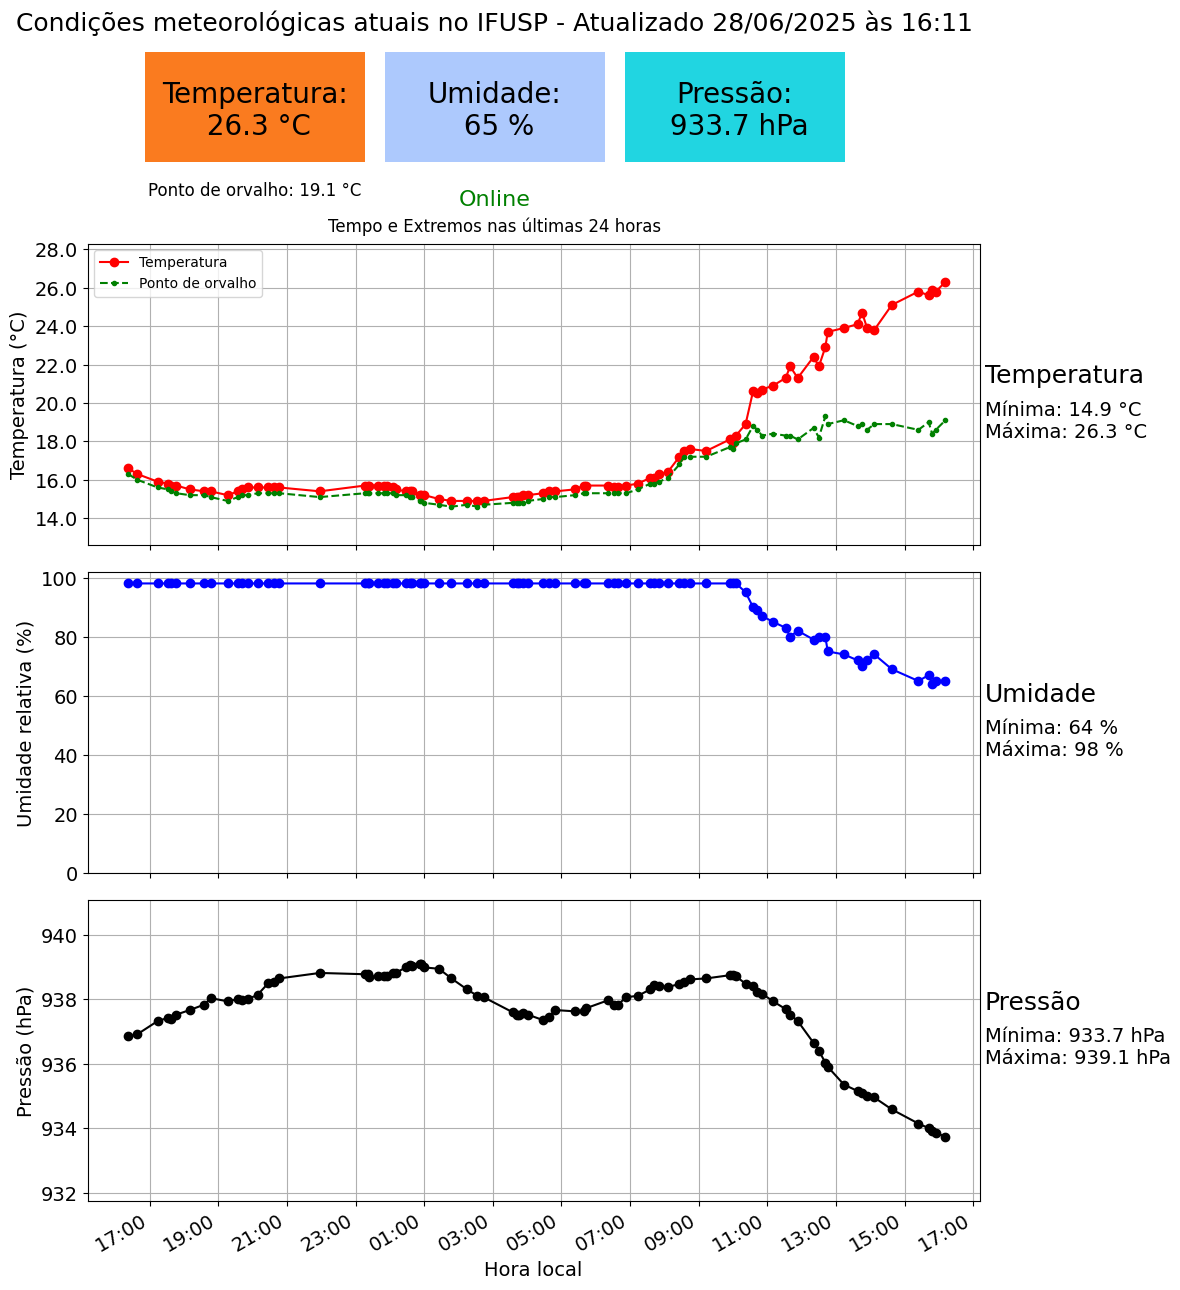 Condições meteorológicas atuais no IFUSP - Atualizado 28/06/2025 às 16:11
Temperatura:
26.3 °C
Umidade:
65 %
Pressão:
933.7 hPa
Ponto de orvalho: 19.1 °C
Online
Tempo e Extremos nas últimas 24 horas
Temperatura (°C)
28.0
26.0
24.0
22.0
20.0
18.0
16.0
14.0
Temperatura
Ponto de orvalho
Temperatura
Mínima: 14.9 °C
Máxima: 26.3 °C
Umidade relativa (%)
100
80
60
40
20
0
Umidade
Mínima: 64 %
Máxima: 98 %
Pressão (hPa)
940
938
936
934
932
Pressão
Mínima: 933.7 hPa
Máxima: 939.1 hPa
17:00 19:00 21:00 23:00 01:00 03:00 05:00 07:00 09:00 11:00 13:00 15:00 17:00
Hora local